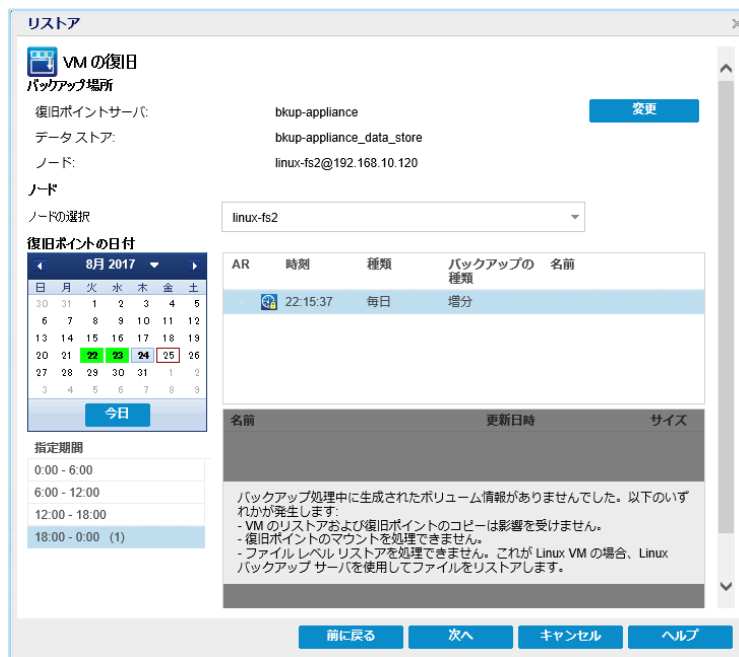 リストア
VM の復旧
バックアップ場所
復旧ポイントサーバ: bkup-appliance 変更
データ ストア: bkup-appliance_data_store
ノード: linux-fs2@192.168.10.120
ノード
ノードの選択 linux-fs2
復旧ポイントの日付
8月 2017
日 月 火 水 木 金 土
30 31 1 2 3 4 5
6 7 8 9 10 11 12
13 14 15 16 17 18 19
20 21 22 23 24 25 26
27 28 29 30 31 1 2
3 4 5 6 7 8 9
今日
指定期間
0:00 - 6:00
6:00 - 12:00
12:00 - 18:00
18:00 - 0:00 (1)
AR 時刻 種類 バックアップの 名前
種類
22:15:37 毎日 増分
名前 更新日時 サイズ
バックアップ処理中に生成されたボリューム情報がありませんでした。以下のいず
れかが発生します:
- VM のリストアおよび復旧ポイントのコピーは影響を受けません。
- 復旧ポイントのマウントを処理できません。
- ファイル レベル リストアを処理できません。これが Linux VM の場合、Linux
バックアップ サーバを使用してファイルをリストアします。
前に戻る 次へ キャンセル ヘルプ